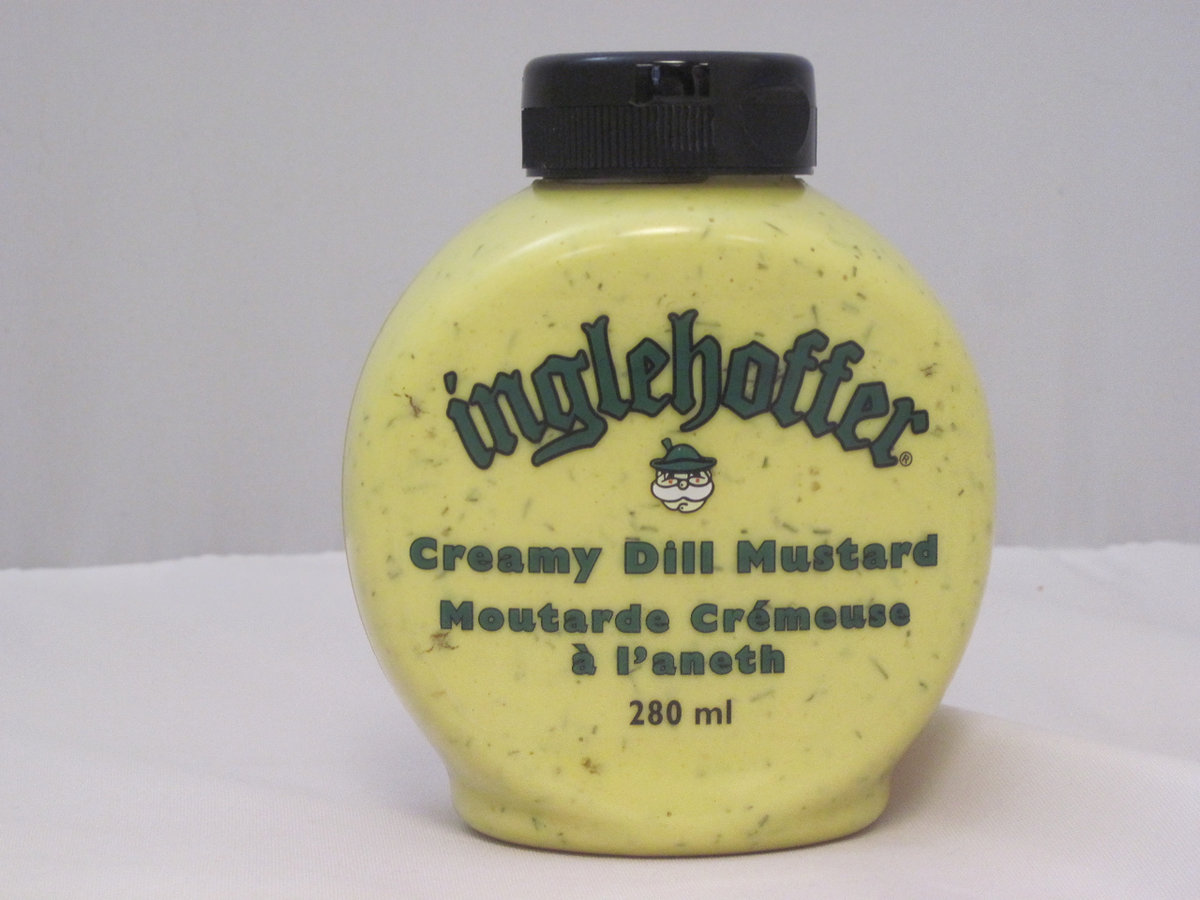 inglehoffer®
Creamy Dill Mustard
Moutarde Crémeuse
à l'aneth
280 ml